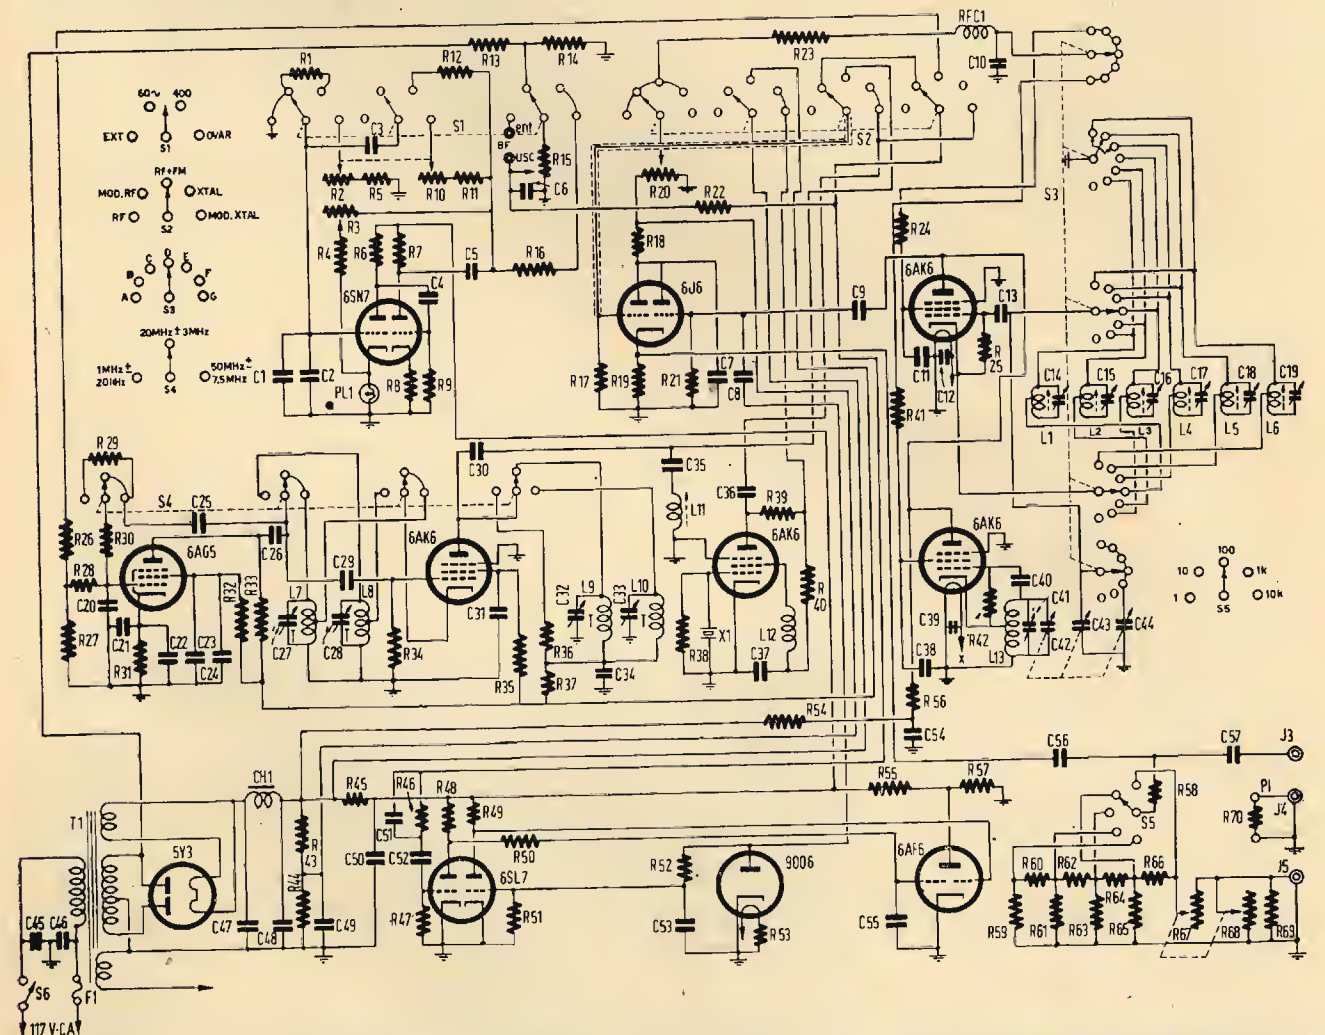 RFC1
R1
R12
R13
R14
R23
C10
60~ 400
EXT
S1
OVAR
C3
S1
ent
BF
USC
R15
C6
S2
S3
RF+FM
MOD.RF
XTAL
RF
S2
MOD.XTAL
R2
R5
R10
R11
R20
R22
R3
R4
R6
R7
C5
R16
R18
R24
A
B
C
D
E
F
G
S3
6SN7
C4
6J6
C9
6AK6
C13
20MHz ± 3MHz
1MHz ±
20KHz
S4
50MHz ±
7,5MHz
C1
C2
PL1
R8
R9
R17
R19
R21
C7
C8
C11
C12
R
25
R41
C14
C15
C16
C17
C18
C19
L1
L2
L3
L4
L5
L6
R29
S4
C25
C30
C35
L11
C36
R39
R26
R30
6AG5
C26
6AK6
6AK6
6AK6
R28
C20
R32
R33
C29
L7
L8
C31
C32
L9
C33
L10
T
T
T
T
R
40
C40
C41
C39
R42
X
C42
C43
C44
100
10
1K
1
S5
10K
R27
C21
R31
C22
C23
C24
C27
C28
R34
R35
R36
R37
C34
R38
X1
L12
C37
C38
L13
R56
R54
C54
C56
C57
J3
CH1
R45
R46
R48
R49
R55
R57
R58
S5
P1
R70
J4
T1
5Y3
R
43
C51
C50
C52
R50
6SL7
R52
9006
6AF6
R60
R62
R66
R64
J5
R44
C45
C46
C47
C48
C49
R47
R51
C53
R53
C55
R59
R61
R63
R65
R67
R68
R69
S6
F1
117 V-CA